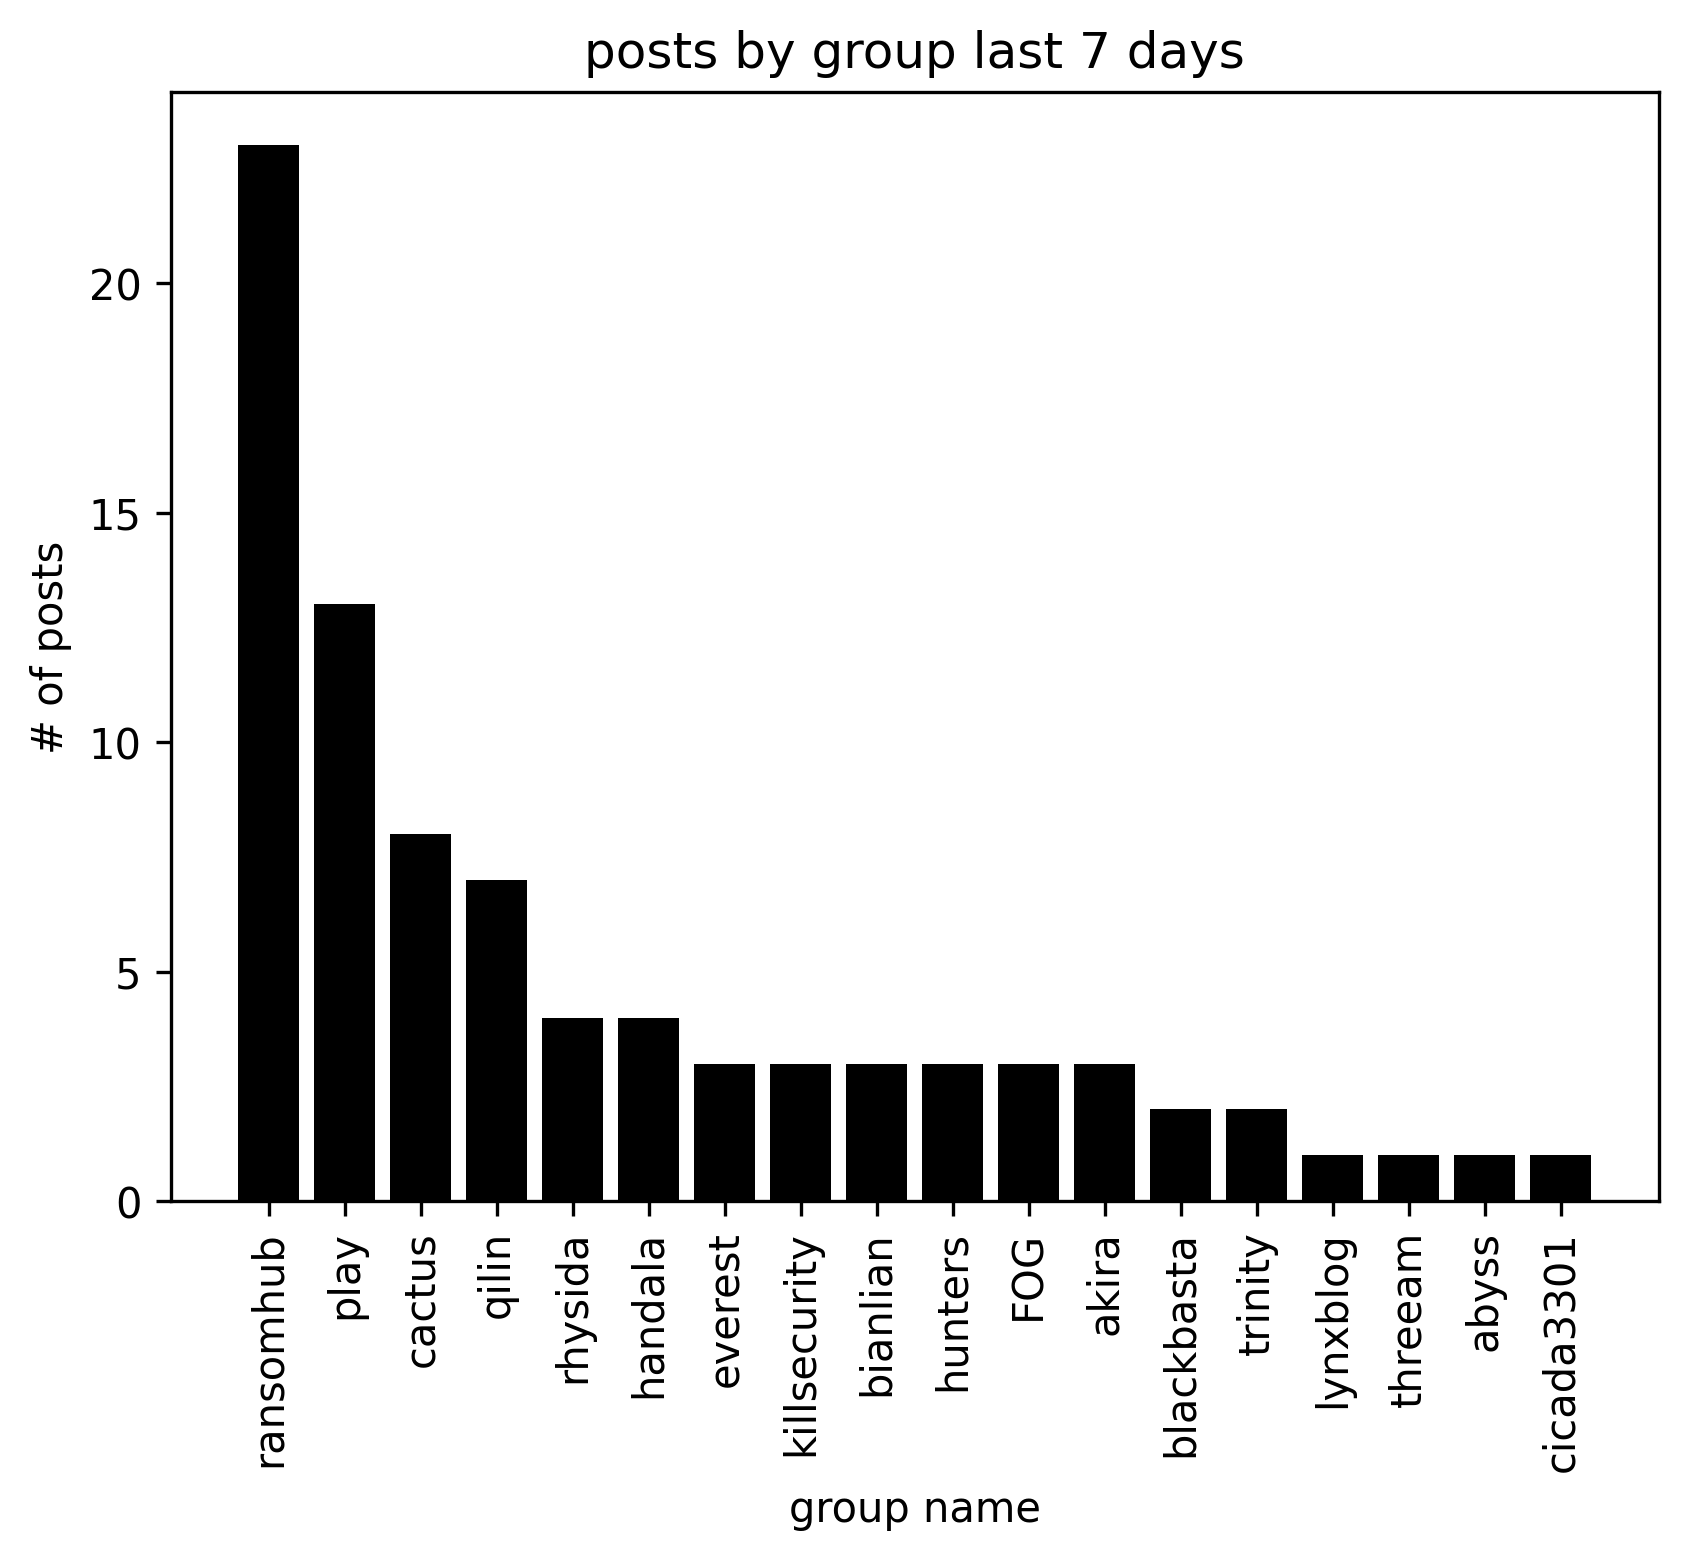 posts by group last 7 days
# of posts
20
15
10
5
0
ransomhub
play
cactus
qilin
rhysida
handala
everest
killsecurity
bianlian
hunters
FOG
akira
blackbasta
trinity
lynxblog
threeam
abyss
cicada3301
group name